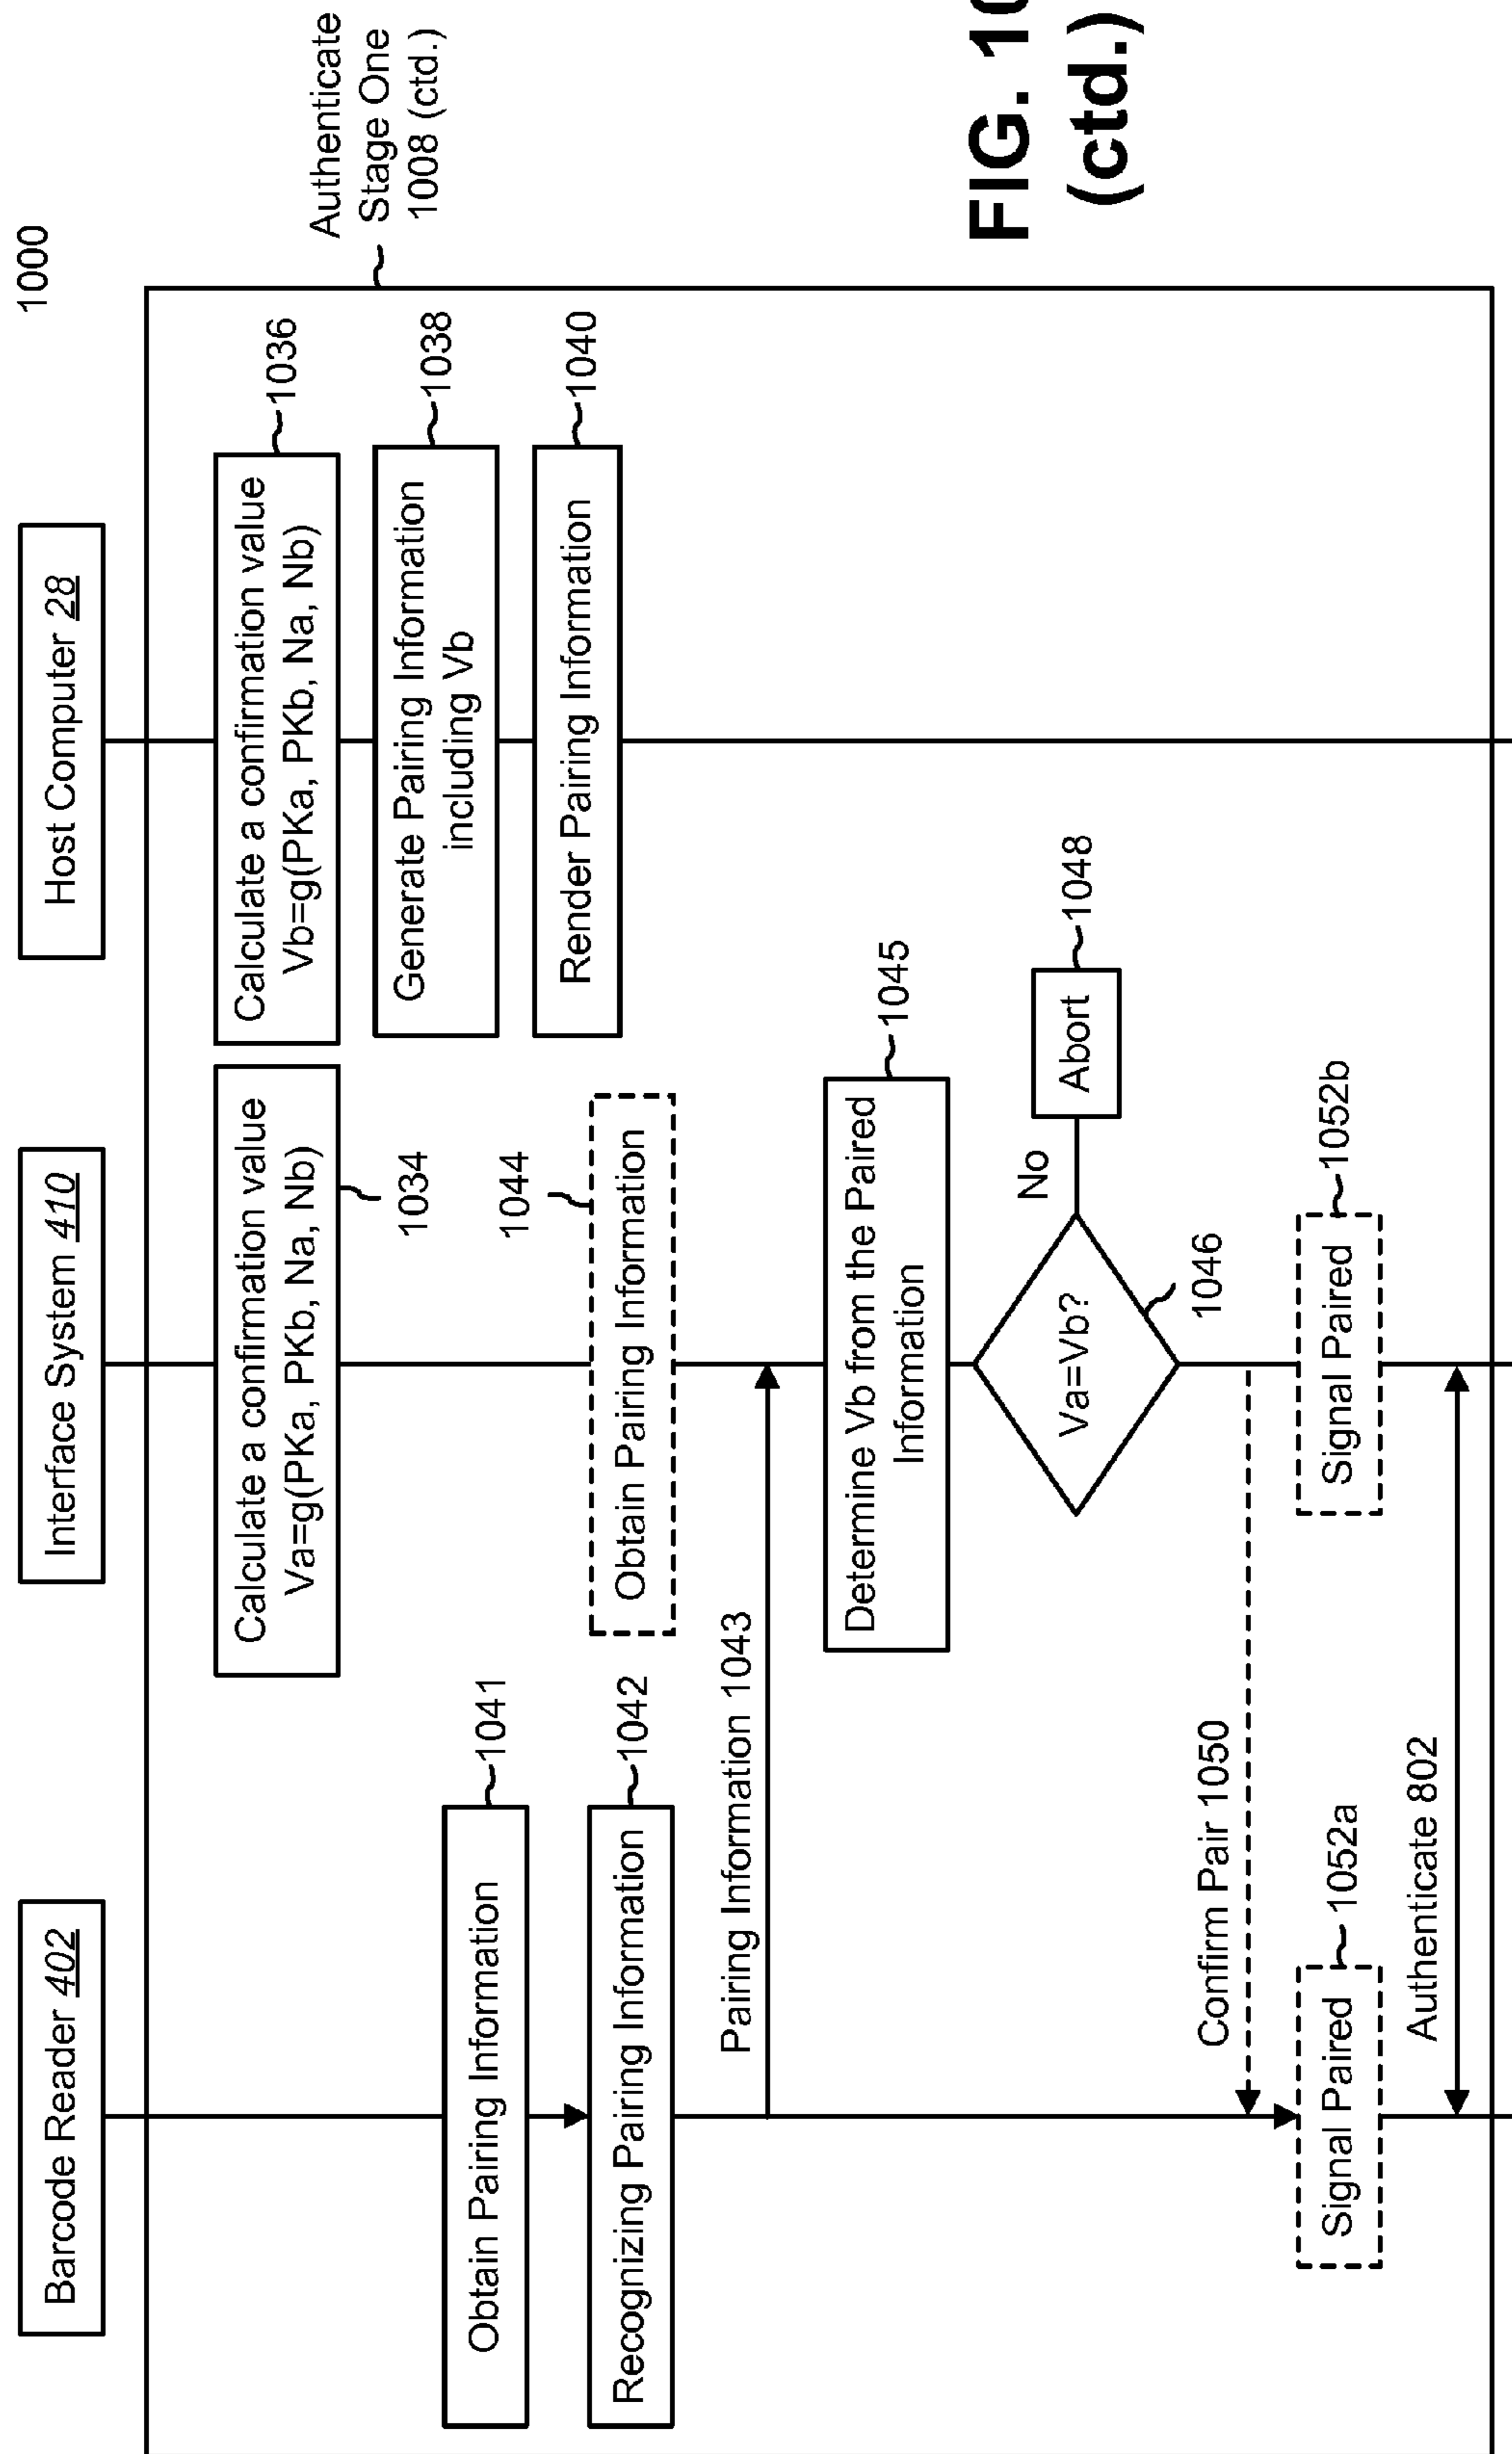 1000
Barcode Reader 402
Interface System 410
Host Computer 28
Authenticate
Stage One
1008 (ctd.)
Calculate a confirmation value
Va=g(PKa, PKb, Na, Nb)
1034
Calculate a confirmation value
Vb=g(PKa, PKb, Na, Nb)
1036
Generate Pairing Information
including Vb
1038
Obtain Pairing Information
1041
1044
Obtain Pairing Information
Render Pairing Information
1040
Recognizing Pairing Information
1042
Pairing Information 1043
Determine Vb from the Paired
Information
1045
Va=Vb?
1046
No
Abort
1048
Confirm Pair 1050
Signal Paired
1052a
Signal Paired
1052b
Authenticate 802
FIG. 10
(ctd.)